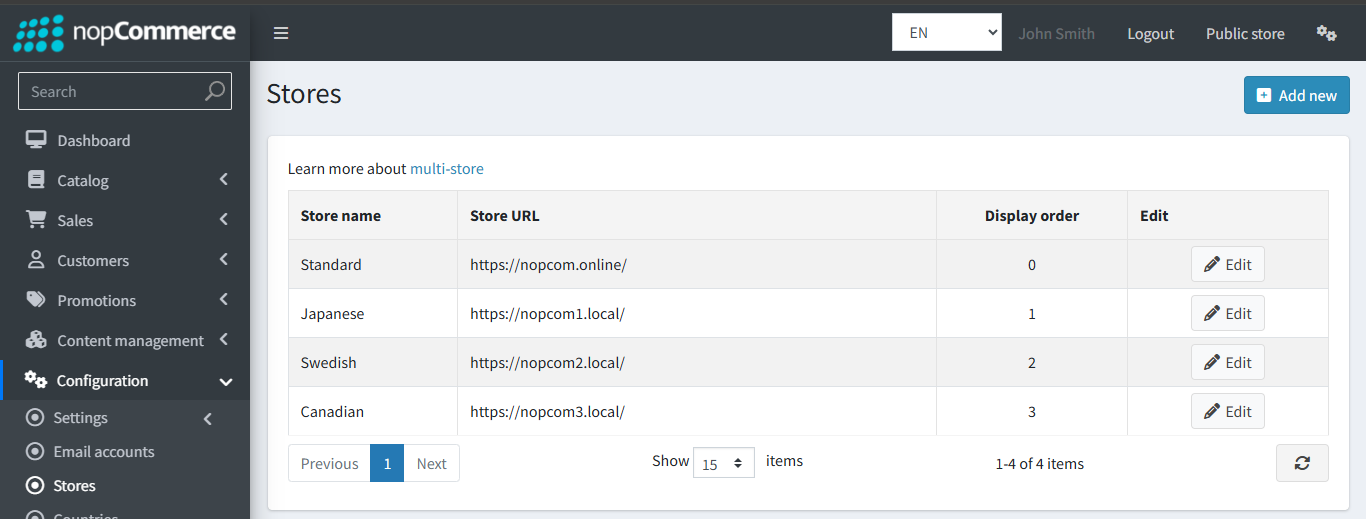 nopCommerce
EN John Smith Logout Public store
Search
Dashboard
Catalog
Sales
Customers
Promotions
Content management
Configuration
Settings
Email accounts
Stores
Countries
Stores
Add new
Learn more about multi-store
Store name Store URL Display order Edit
Standard https://nopcom.online/ 0 Edit
Japanese https://nopcom1.local/ 1 Edit
Swedish https://nopcom2.local/ 2 Edit
Canadian https://nopcom3.local/ 3 Edit
Previous 1 Next Show 15 items 1-4 of 4 items